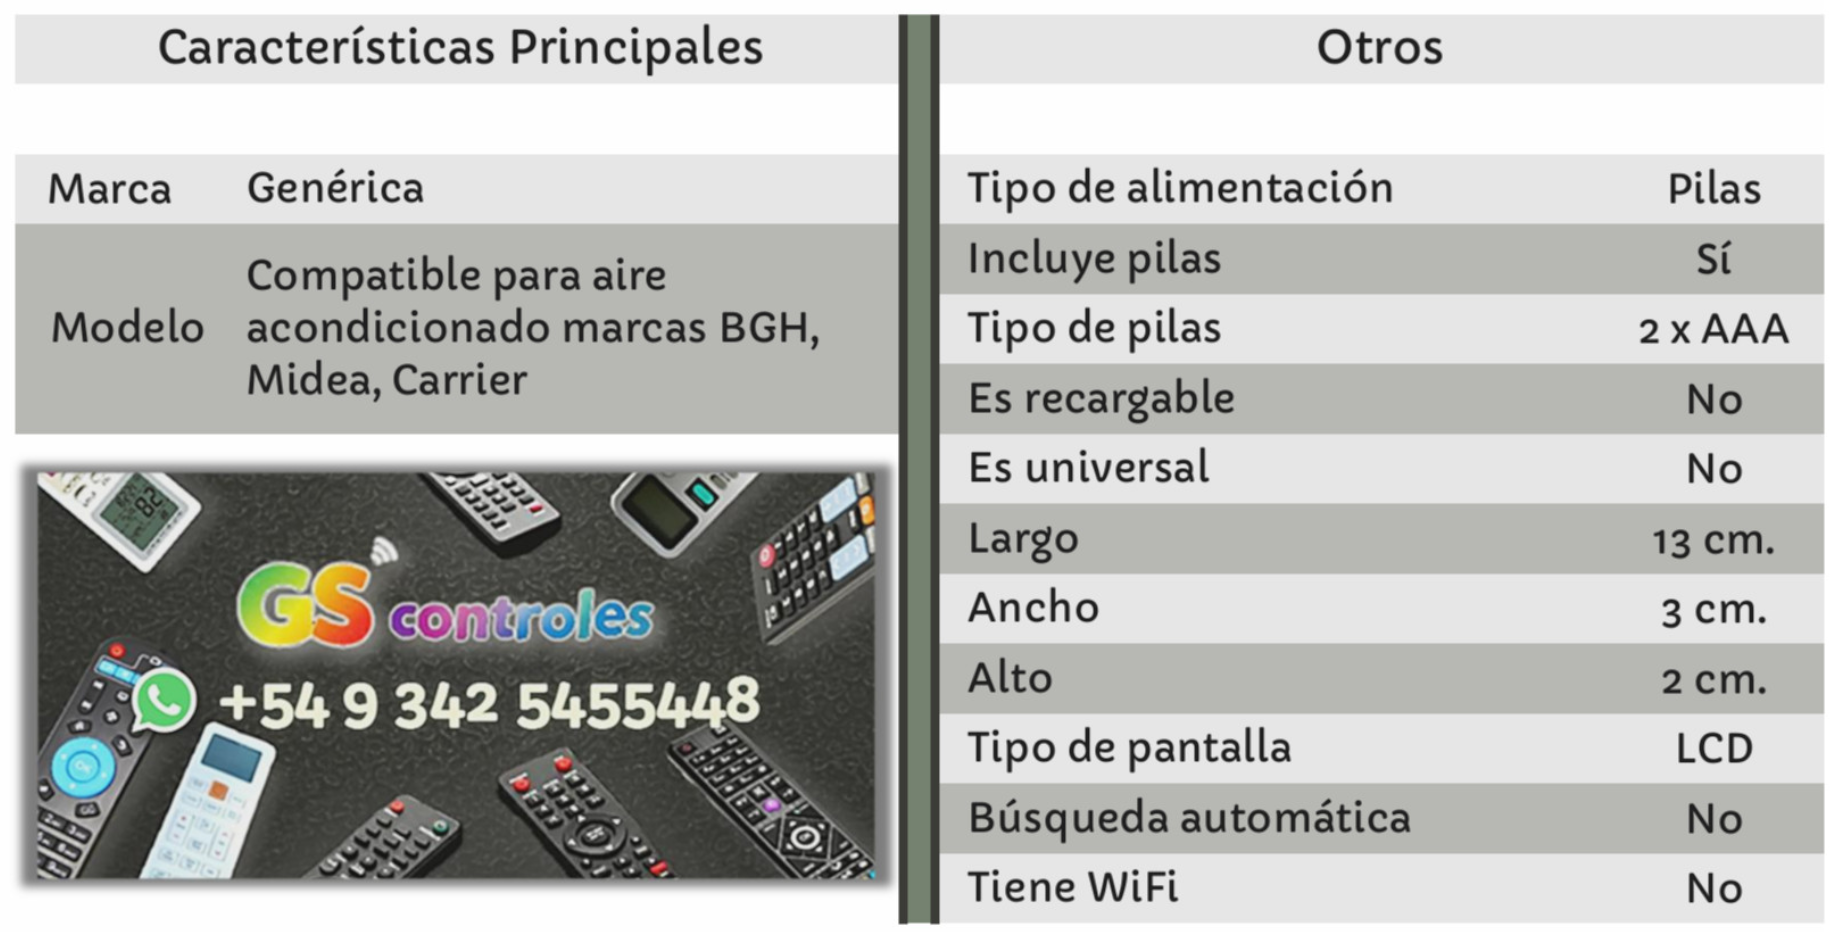 Características Principales
Marca Genérica
Modelo Compatible para aire
acondicionado marcas BGH,
Midea, Carrier
GS controles
+54 9 342 5455448
Otros
Tipo de alimentación Pilas
Incluye pilas Sí
Tipo de pilas 2 x AAA
Es recargable No
Es universal No
Largo 13 cm.
Ancho 3 cm.
Alto 2 cm.
Tipo de pantalla LCD
Búsqueda automática No
Tiene WiFi No